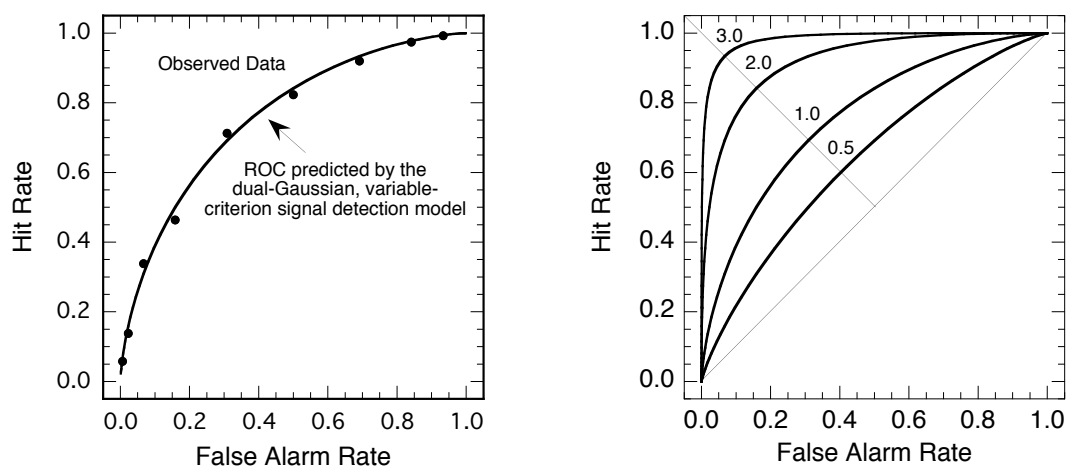 1.0
0.8
0.6
0.4
0.2
0.0
Hit Rate
Observed Data
ROC predicted by the
dual-Gaussian, variable-
criterion signal detection model
0.0 0.2 0.4 0.6 0.8 1.0
False Alarm Rate
1.0
0.8
0.6
0.4
0.2
0.0
Hit Rate
3.0
2.0
1.0
0.5
0.0 0.2 0.4 0.6 0.8 1.0
False Alarm Rate